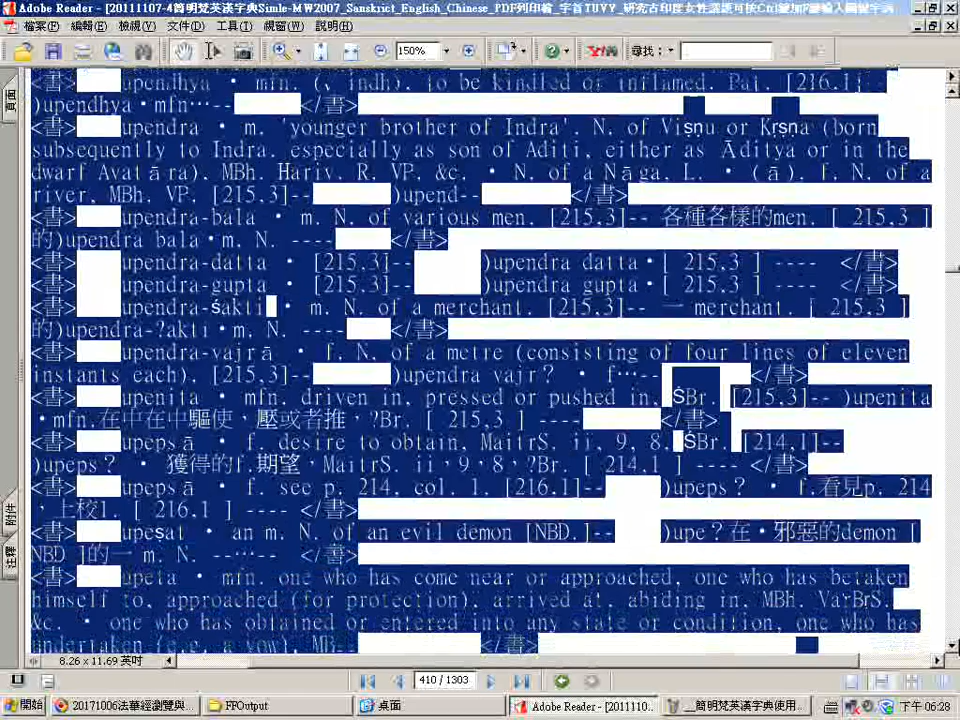 Adobe Reader - [20111107-4簡明梵英漢字典Simle-MW2007_Sanskrict_English_Chinese_PDF列印檔_字首TUVY_研究古印度女性課題可按Ctrl鍵加F鍵輸入關鍵字詞
檔案(F) 編輯(E) 檢視(V) 文件(D) 工具(T) 視窗(W) 說明(H)
150% 尋找:
頁面
附件
注釋
<書> upendhya • mfn. (√ indh). to be kindled or inflamed. Pat. [216.1]--
)upendhya•mfn…-- </書>
<書> upendra • m. 'younger brother of Indra'. N. of Viṣṇu or Kṛṣṇa (born
subsequently to Indra. especially as son of Aditi, either as Āditya or in the
dwarf Avatāra). MBh. Hariv. R. VP. &c. • N. of a Nāga. L. • (ā). f. N. of a
river, MBh. VP. [215,3]-- )upend-- </書>
<書> upendra-bala • m. N. of various men. [215,3]-- 各種各樣的men. [ 215,3 ]
的)upendra bala•m. N. ---- </書>
<書> upendra-datta • [215,3]-- )upendra datta•[ 215,3 ] ---- </書>
<書> upendra-gupta • [215,3]-- )upendra gupta•[ 215,3 ] ---- </書>
<書> upendra-śakti • m. N. of a merchant. [215,3]-- 一 merchant. [ 215,3 ]
的)upendra-?akti•m. N. ---- </書>
<書> upendra-vajrā • f. N. of a metre (consisting of four lines of eleven
instants each). [215,3]-- )upendra vajr? • f…-- </書>
<書> upenita • mfn. driven in, pressed or pushed in, ŚBr. [215,3]-- )upenita
•mfn.在中在中驅使，壓或者推，?Br. [ 215,3 ] ---- </書>
<書> upepsā • f. desire to obtain, MaitrS. ii, 9, 8. ŚBr. [214,1]--
)upeps? • 獲得的f.期望，MaitrS. ii，9，8，?Br. [ 214.1 ] ---- </書>
<書> upepsā • f. see p. 214, col. 1. [216,1]-- )upeps? • f.看見p. 214
，上校1. [ 216.1 ] ---- </書>
<書> upeṣat • an m. N. of an evil demon [NBD.]-- )upe？在•邪惡的demon [
NBD ]的一 m. N. --…-- </書>
<書> upeta • mfn. one who has come near or approached, one who has betaken
himself to, approached (for protection), arrived at, abiding in, MBh. VarBrS.
&c. • one who has obtained or entered into any state or condition, one who has
undertaken (e.g. a vow), MB-- </書>
8.26 x 11.69 英吋
410 / 1303
開始 20171006法華經瀏覽與... FFOutput 桌面 Adobe Reader - [2011110... __簡明梵英漢字典使用... 下午 06:28